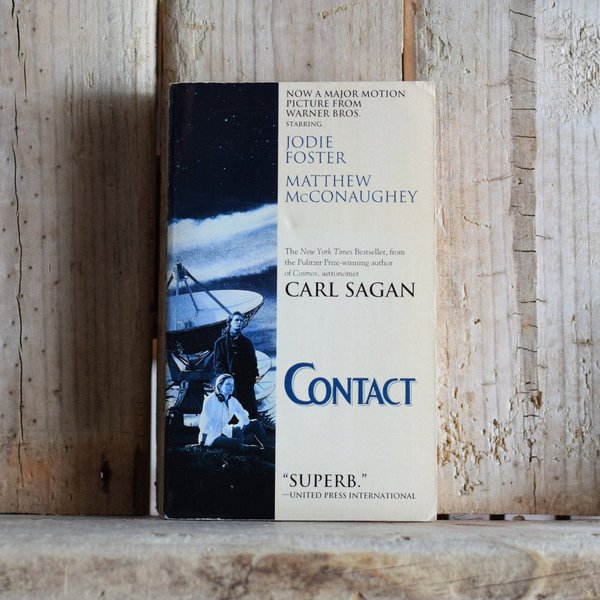 NOW A MAJOR MOTION
PICTURE FROM
WARNER BROS.
STARRING
JODIE
FOSTER
MATTHEW
McCONAUGHEY
The New York Times Bestseller, from
the Pulitzer Prize-winning author
of Cosmos, astronomer
CARL SAGAN
CONTACT
“SUPERB.”
—UNITED PRESS INTERNATIONAL